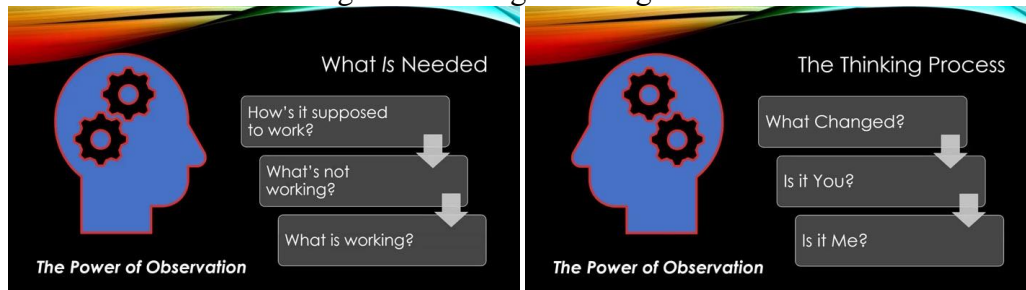 What Is Needed
How's it supposed
to work?
What's not
working?
What is working?
The Power of Observation
The Thinking Process
What Changed?
Is it You?
Is it Me?
The Power of Observation